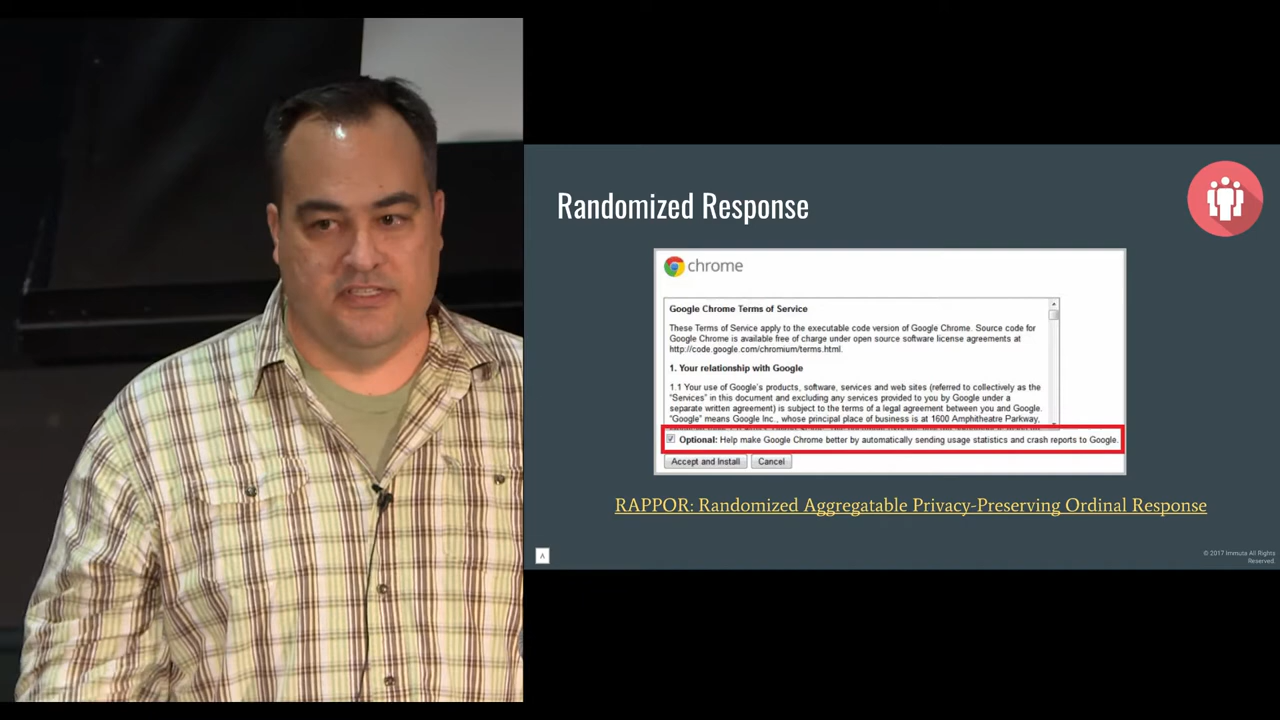 Randomized Response
chrome
Google Chrome Terms of Service
These Terms of Service apply to the executable code version of Google Chrome. Source code for
Google Chrome is available free of charge under open source software license agreements at
http://code.google.com/chromium/terms.html.
1. Your relationship with Google
1.1 Your use of Google's products, software, services and web sites (referred to collectively as the
"Services" in this document and excluding any services provided to you by Google under a
separate written agreement) is subject to the terms of a legal agreement between you and Google.
"Google" means Google Inc., whose principal place of business is at 1600 Amphitheatre Parkway,
Optional: Help make Google Chrome better by automatically sending usage statistics and crash reports to Google.
Accept and Install Cancel
RAPPOR: Randomized Aggregatable Privacy-Preserving Ordinal Response
© 2017 Immuta All Rights
Reserved.